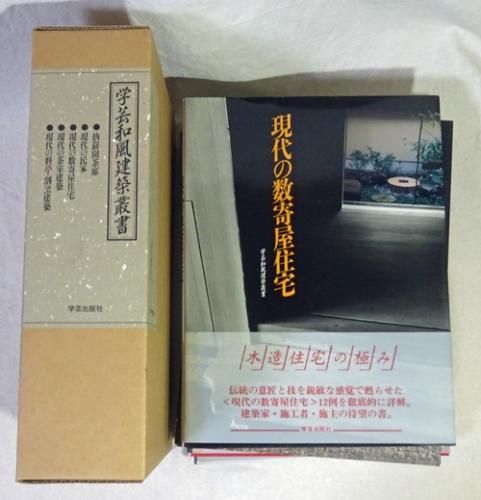 学芸和風建築叢書
●数寄屋住宅
●現代の民家
●現代の数寄屋住宅
●現代の茶室建築
●現代の料亭・割烹建築
学芸出版社
現代の数寄屋住宅
学芸和風建築叢書
木造住宅の極み
伝統の意匠と技を鋭敏な感覚で甦らせた
<現代の数寄屋住宅>12例を徹底的に詳解。
建築家・施工者・施主の待望の書。
学芸出版社